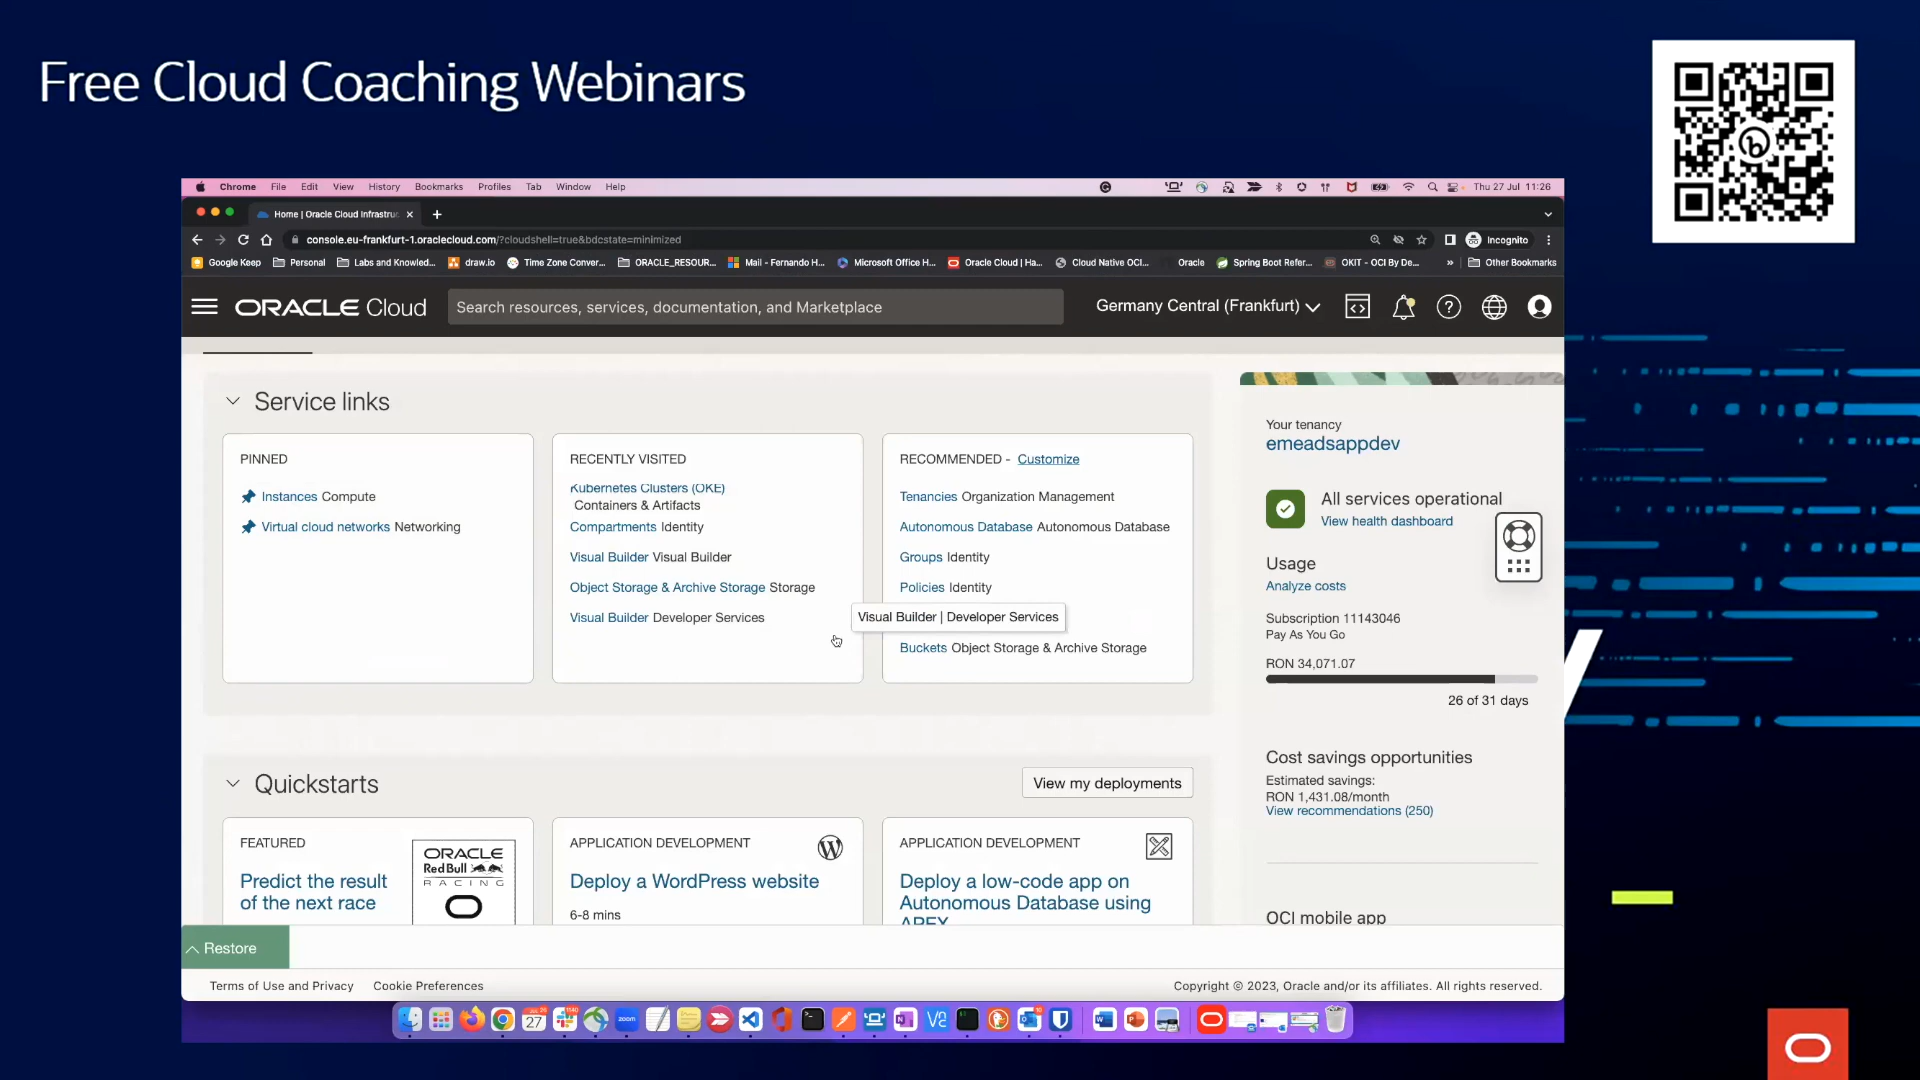 Free Cloud Coaching Webinars
Chrome File Edit View History Bookmarks Profiles Tab Window Help
Thu 27 Jul 11:26
Home | Oracle Cloud Infrastruc
console.eu-frankfurt-1.oraclecloud.com/?cloudshell=true&bdcstate=minimized
Incognito
Google Keep Personal Labs and Knowled... draw.io Time Zone Conver... ORACLE_RESOUR... Mail - Fernando H... Microsoft Office H... Oracle Cloud | Ha... Cloud Native OCI... Oracle Spring Boot Refer... OKIT - OCI By De... » Other Bookmarks
ORACLE Cloud
Search resources, services, documentation, and Marketplace
Germany Central (Frankfurt)
Service links
PINNED
Instances Compute
Virtual cloud networks Networking
RECENTLY VISITED
Kubernetes Clusters (OKE)
Containers & Artifacts
Compartments Identity
Visual Builder Visual Builder
Object Storage & Archive Storage Storage
Visual Builder Developer Services
Visual Builder | Developer Services
RECOMMENDED - Customize
Tenancies Organization Management
Autonomous Database Autonomous Database
Groups Identity
Policies Identity
Buckets Object Storage & Archive Storage
Your tenancy
emeadsappdev
All services operational
View health dashboard
Usage
Analyze costs
Subscription 11143046
Pay As You Go
RON 34,071.07
26 of 31 days
Cost savings opportunities
Estimated savings:
RON 1,431.08/month
View recommendations (250)
OCI mobile app
Quickstarts
View my deployments
FEATURED
Predict the result
of the next race
ORACLE
Red Bull
RACING
APPLICATION DEVELOPMENT
Deploy a WordPress website
6-8 mins
APPLICATION DEVELOPMENT
Deploy a low-code app on
Autonomous Database using
APEX
Restore
Terms of Use and Privacy Cookie Preferences
Copyright © 2023, Oracle and/or its affiliates. All rights reserved.
27
zoom